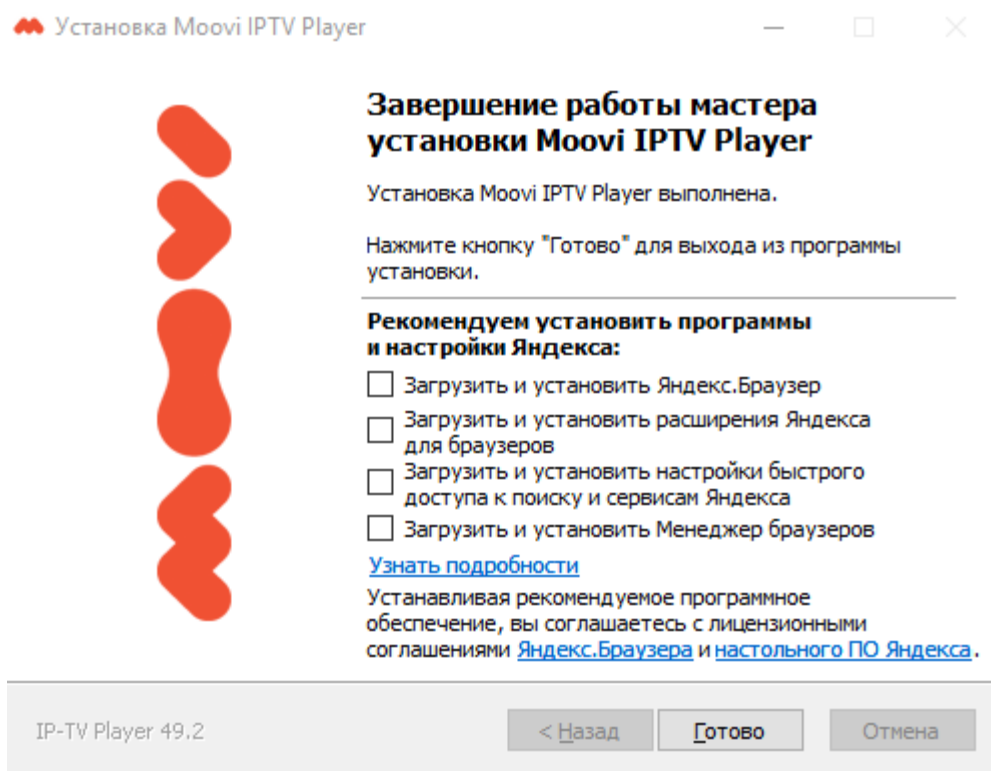 Установка Moovi IPTV Player
Завершение работы мастера
установки Moovi IPTV Player
Установка Moovi IPTV Player выполнена.
Нажмите кнопку "Готово" для выхода из программы
установки.
Рекомендуем установить программы
и настройки Яндекса:
Загрузить и установить Яндекс.Браузер
Загрузить и установить расширения Яндекса
для браузеров
Загрузить и установить настройки быстрого
доступа к поиску и сервисам Яндекса
Загрузить и установить Менеджер браузеров
Узнать подробности
Устанавливая рекомендуемое программное
обеспечение, вы соглашаетесь с лицензионными
соглашениями Яндекс.Браузера и настольного ПО Яндекса.
IP-TV Player 49.2
< Назад
Готово
Отмена